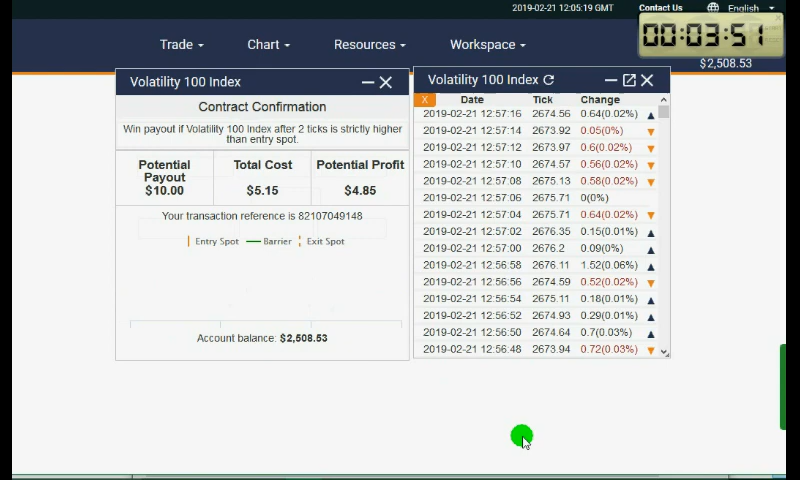 2019-02-21 12:05:19 GMT Contact Us English
Trade Chart Resources Workspace
00:03:51
$2,508.53
Volatility 100 Index
Contract Confirmation
Win payout if Volatility 100 Index after 2 ticks is strictly higher
than entry spot.
Potential Payout Total Cost Potential Profit
$10.00 $5.15 $4.85
Your transaction reference is 82107049148
Entry Spot Barrier Exit Spot
Account balance: $2,508.53
Volatility 100 Index
X Date Tick Change
2019-02-21 12:57:16 2674.56 0.64(0.02%)
2019-02-21 12:57:14 2673.92 0.05(0%)
2019-02-21 12:57:12 2673.97 0.6(0.02%)
2019-02-21 12:57:10 2674.57 0.56(0.02%)
2019-02-21 12:57:08 2675.13 0.58(0.02%)
2019-02-21 12:57:06 2675.71 0(0%)
2019-02-21 12:57:04 2675.71 0.64(0.02%)
2019-02-21 12:57:02 2676.35 0.15(0.01%)
2019-02-21 12:57:00 2676.2 0.09(0%)
2019-02-21 12:56:58 2676.11 1.52(0.06%)
2019-02-21 12:56:56 2674.59 0.52(0.02%)
2019-02-21 12:56:54 2675.11 0.18(0.01%)
2019-02-21 12:56:52 2674.93 0.29(0.01%)
2019-02-21 12:56:50 2674.64 0.7(0.03%)
2019-02-21 12:56:48 2673.94 0.72(0.03%)